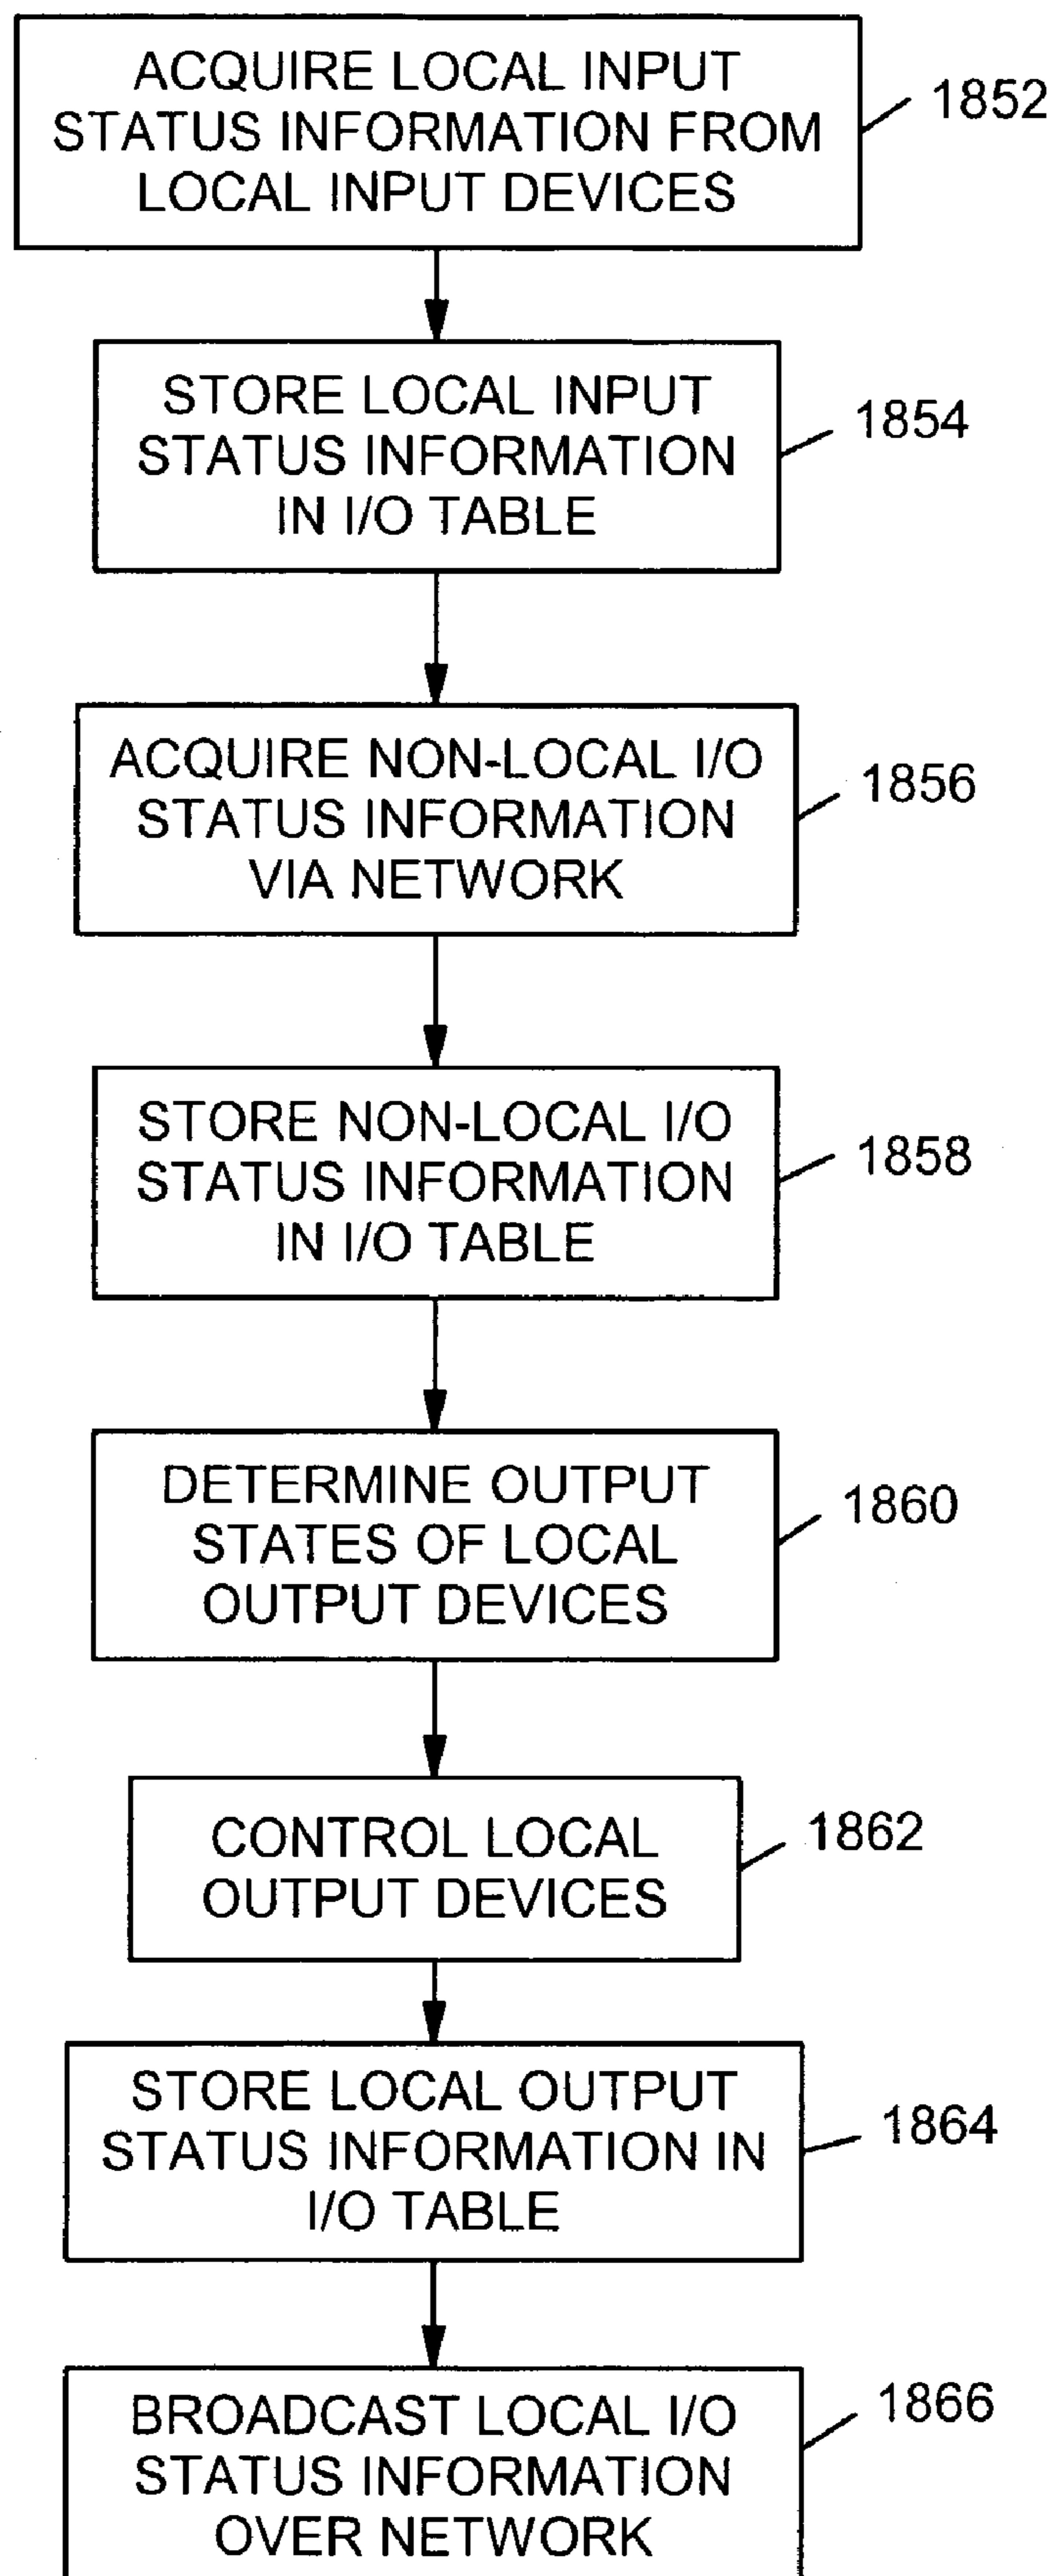 ACQUIRE LOCAL INPUT
STATUS INFORMATION FROM
LOCAL INPUT DEVICES
1852
STORE LOCAL INPUT
STATUS INFORMATION
IN I/O TABLE
1854
ACQUIRE NON-LOCAL I/O
STATUS INFORMATION
VIA NETWORK
1856
STORE NON-LOCAL I/O
STATUS INFORMATION
IN I/O TABLE
1858
DETERMINE OUTPUT
STATES OF LOCAL
OUTPUT DEVICES
1860
CONTROL LOCAL
OUTPUT DEVICES
1862
STORE LOCAL OUTPUT
STATUS INFORMATION IN
I/O TABLE
1864
BROADCAST LOCAL I/O
STATUS INFORMATION
OVER NETWORK
1866